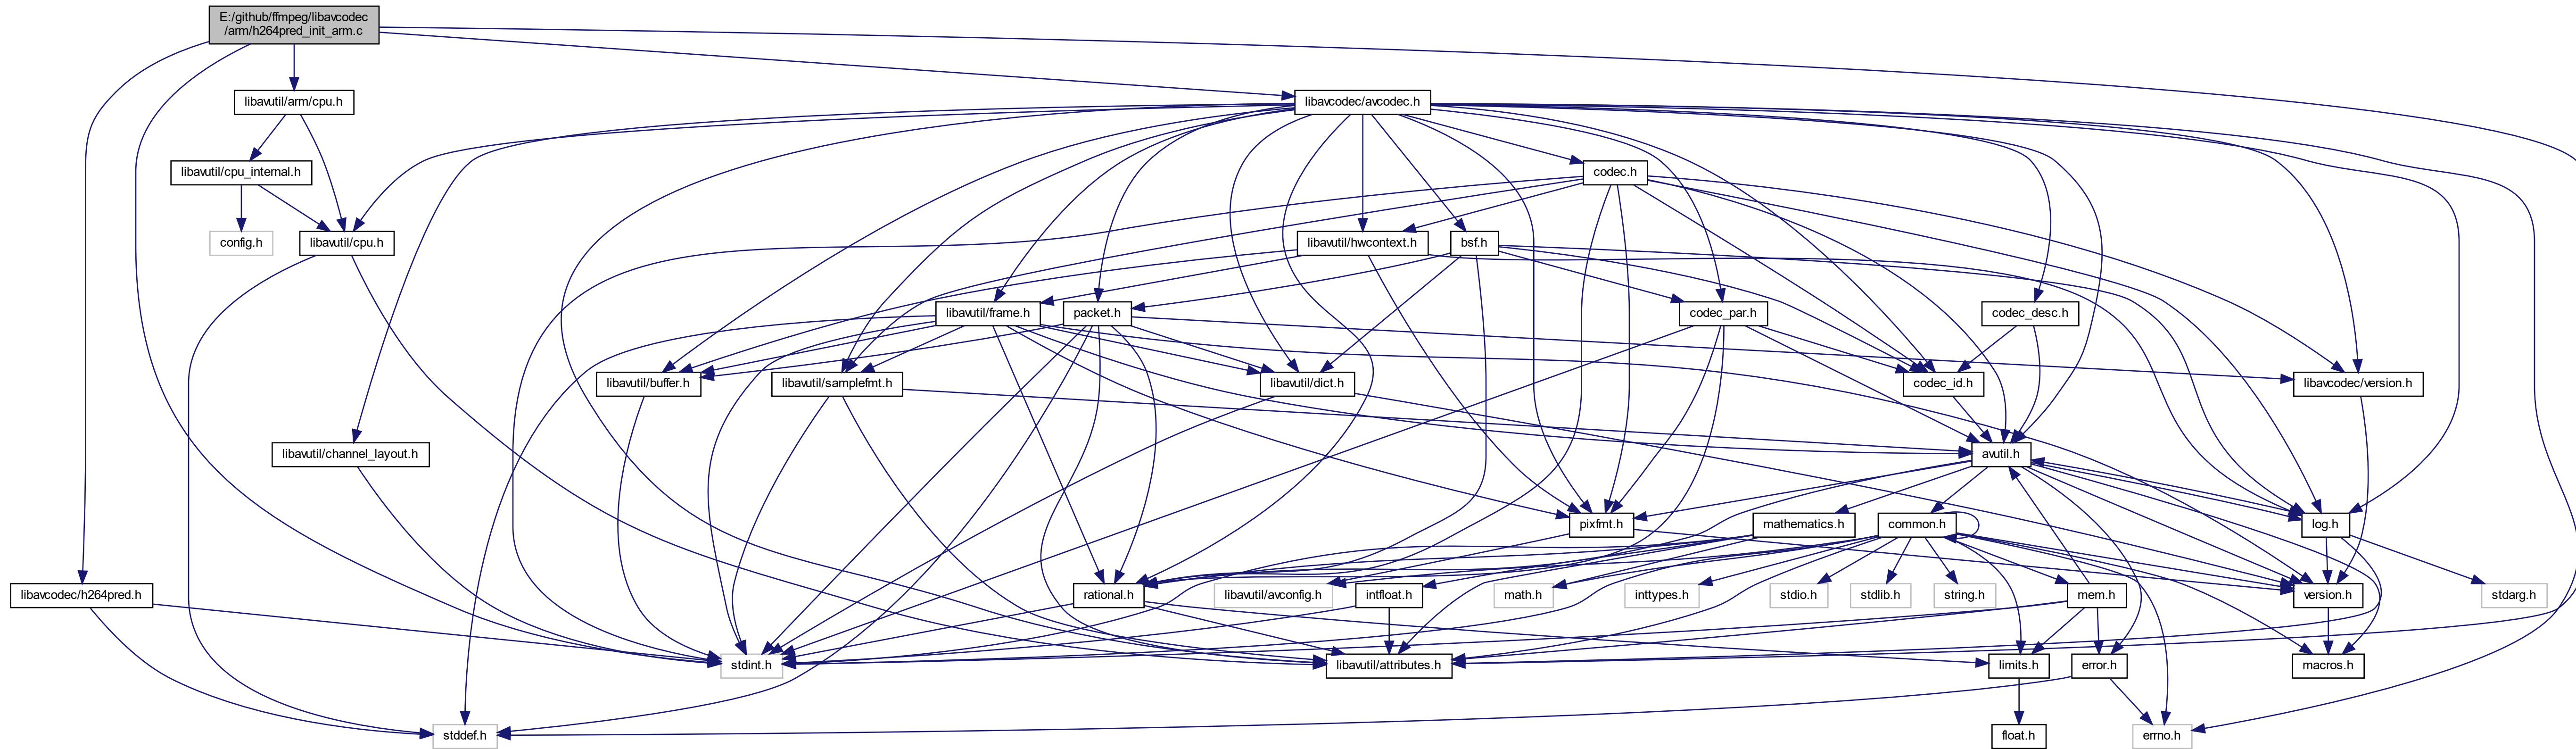 E:/github/ffmpeg/libavcodec
/arm/h264pred_init_arm.c
libavutil/arm/cpu.h
libavcodec/avcodec.h
libavutil/cpu_internal.h
codec.h
config.h
libavutil/cpu.h
libavutil/hwcontext.h
bsf.h
libavutil/frame.h
packet.h
codec_par.h
codec_desc.h
libavutil/buffer.h
libavutil/samplefmt.h
libavutil/dict.h
codec_id.h
libavcodec/version.h
libavutil/channel_layout.h
avutil.h
pixfmt.h
mathematics.h
common.h
log.h
libavcodec/h264pred.h
rational.h
libavutil/avconfig.h
intfloat.h
math.h
inttypes.h
stdio.h
stdlib.h
string.h
mem.h
version.h
stdarg.h
stdint.h
libavutil/attributes.h
limits.h
error.h
macros.h
stddef.h
float.h
errno.h